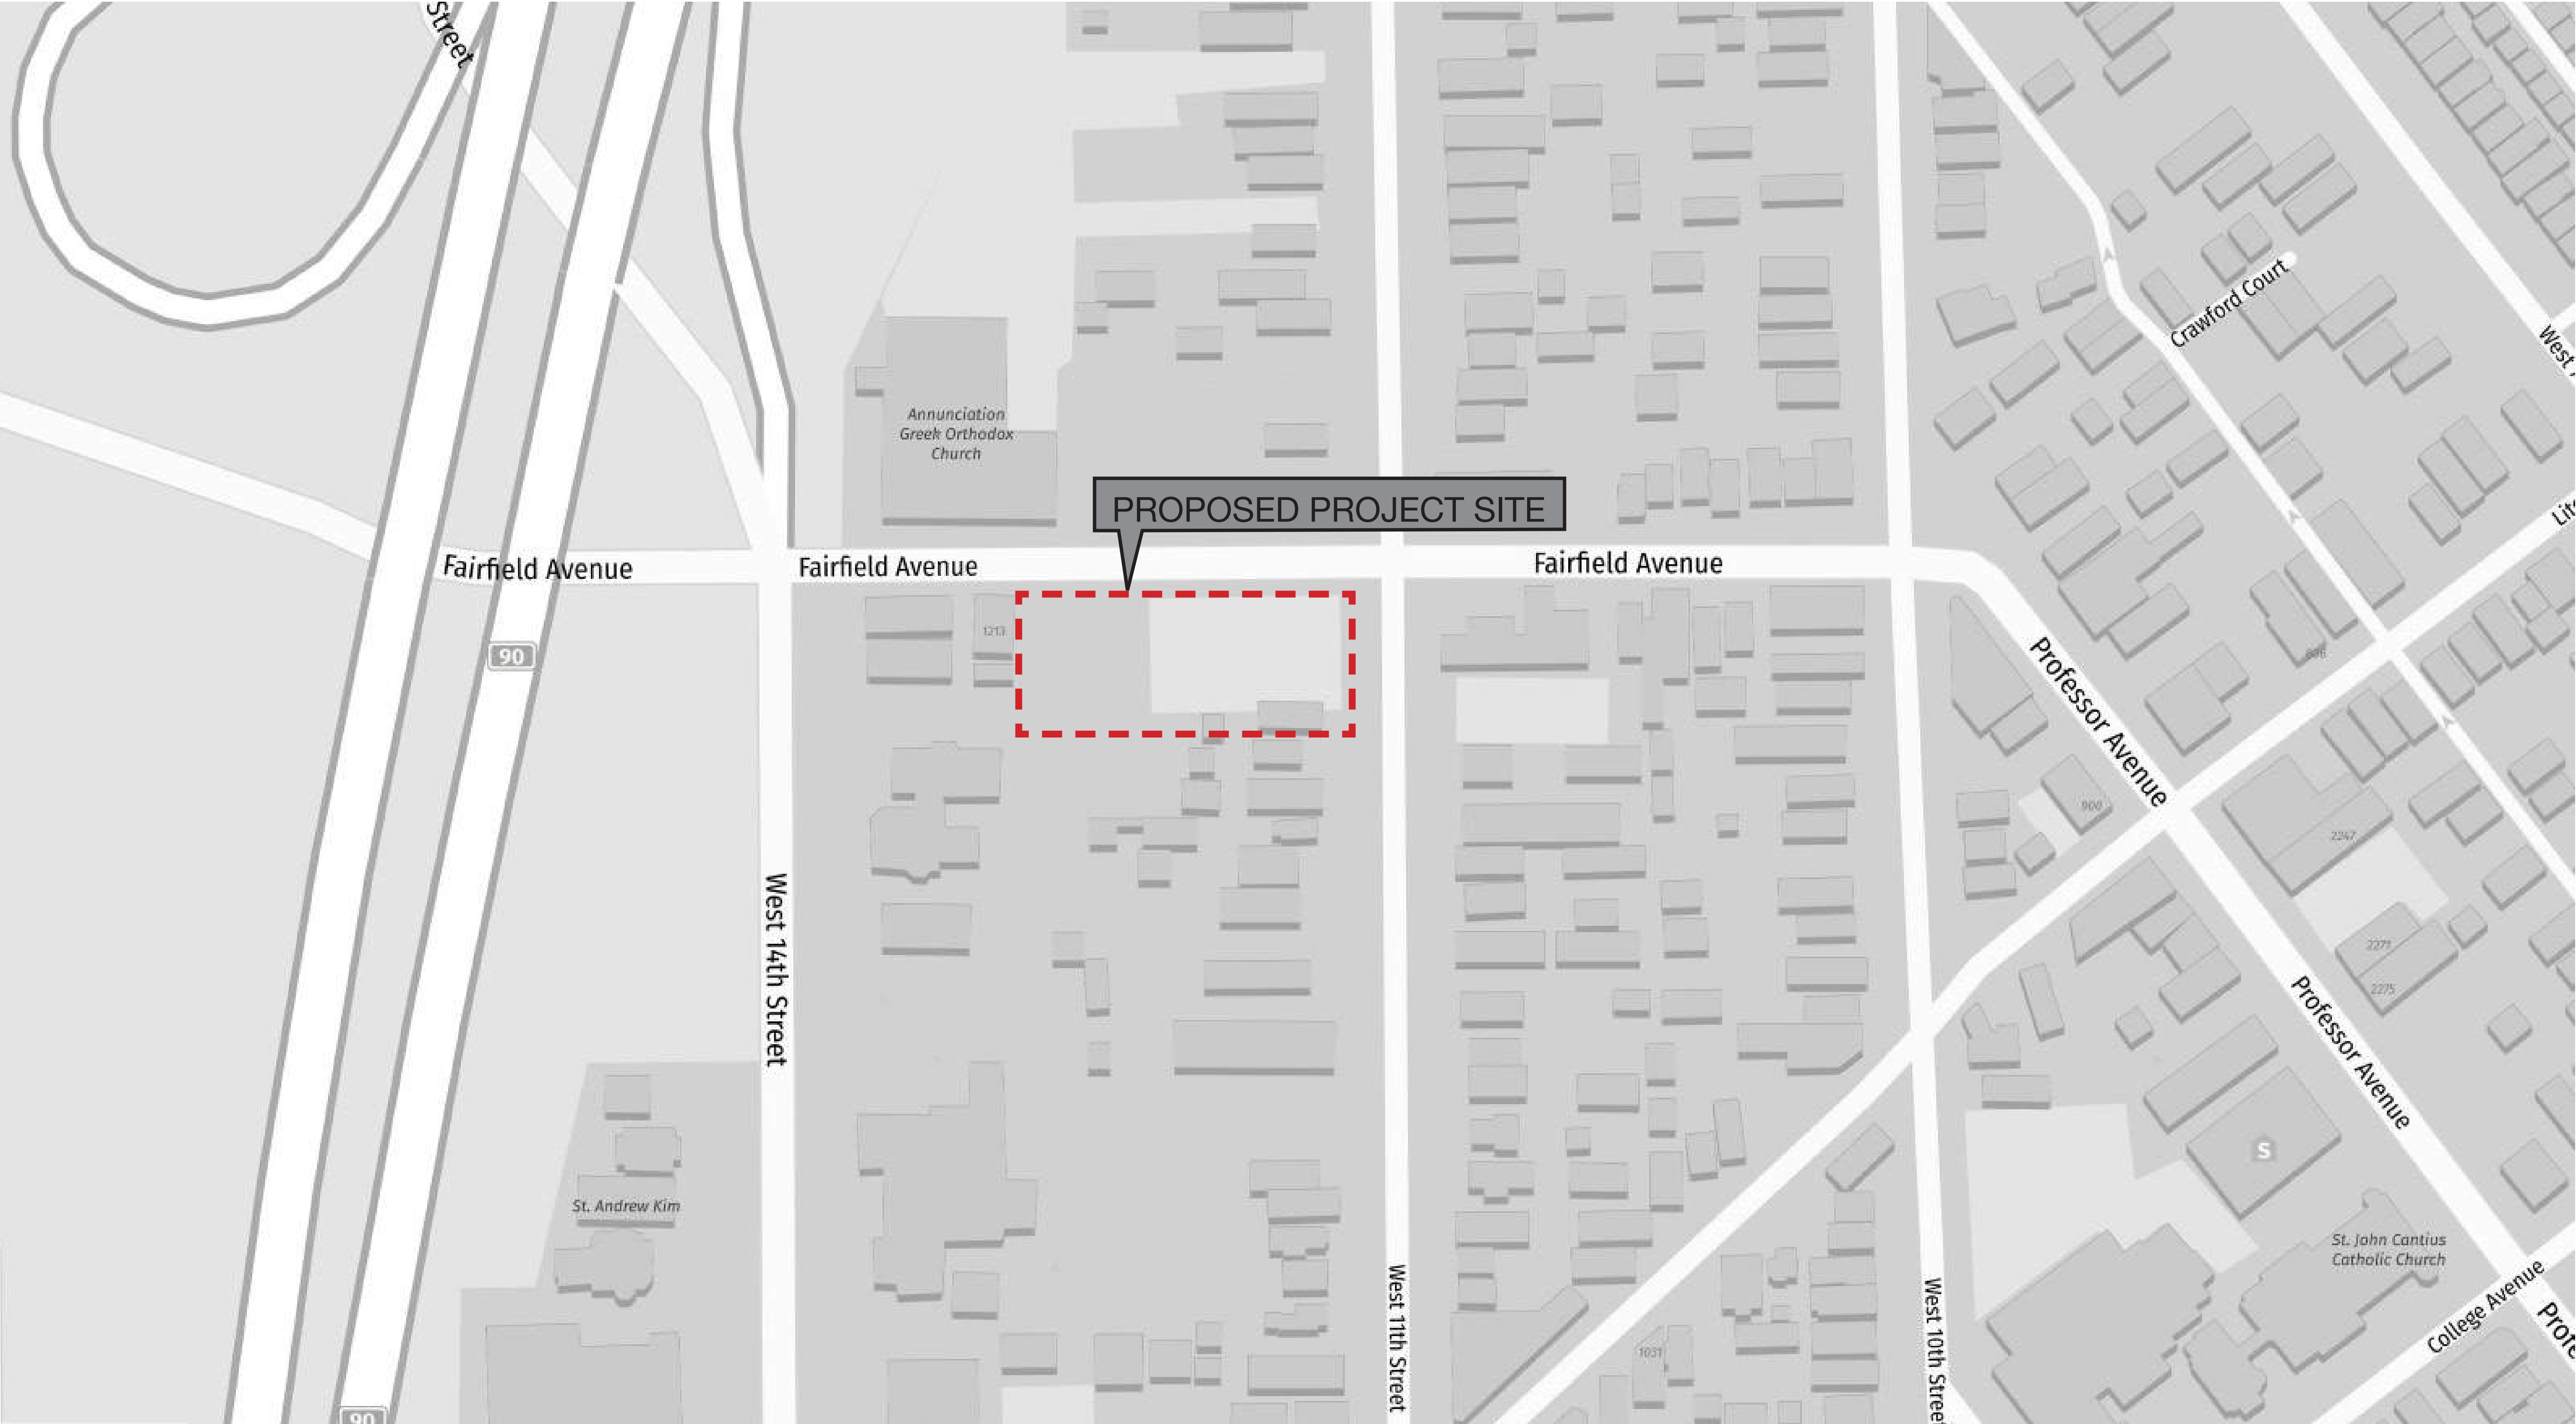 Street
Crawford Court
West
Annunciation
Greek Orthodox
Church
PROPOSED PROJECT SITE
Fairfield Avenue
Fairfield Avenue
Fairfield Avenue
1213
90
Professor Avenue
900
2247
West 14th Street
2271
2275
Professor Avenue
S
St. Andrew Kim
St. John Cantius
Catholic Church
West 11th Street
West 10th Street
College Avenue
1031
90